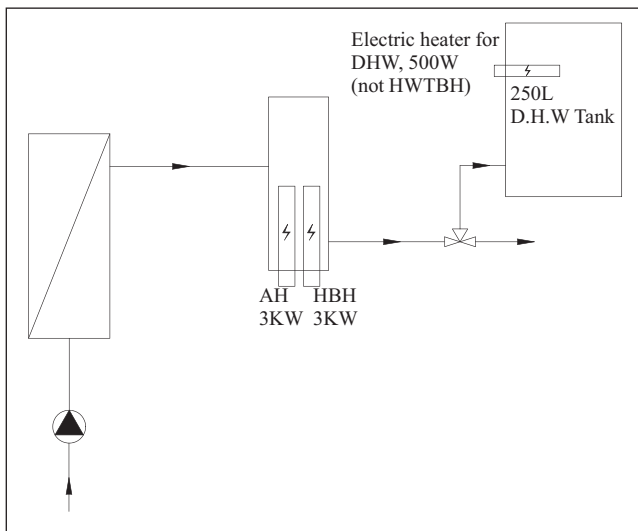 Electric heater for
DHW, 500W
(not HWTBH)
250L
D.H.W Tank
AH
3KW
HBH
3KW